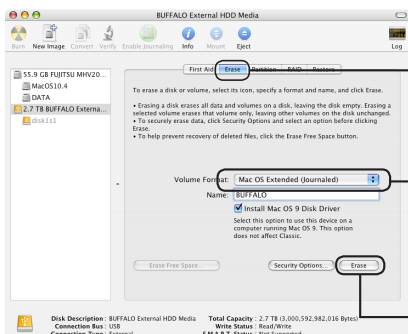 BUFFALO External HDD Media
Burn New Image Convert Verify Enable Journaling Info Mount Eject Log
First Aid Erase Partition RAID Restore
55.9 GB FUJITSU MHV20...
MacOS10.4
DATA
2.7 TB BUFFALO Externa...
disk1s1
To erase a disk or volume, select its icon, specify a format and name, and click Erase.
• Erasing a disk erases all data and volumes on a disk, leaving the disk empty. Erasing a
selected volume erases that volume only, leaving other volumes on the disk unchanged.
• To securely erase data, click Security Options and select an option before clicking
Erase.
• To help prevent recovery of deleted files, click the Erase Free Space button.
Volume Format: Mac OS Extended (Journaled)
Name: BUFFALO
Install Mac OS 9 Disk Driver
Select this option to use this device on a
computer running Mac OS 9. This option
does not affect Classic.
Erase Free Space... Security Options... Erase
Disk Description : BUFFALO External HDD Media Total Capacity : 2.7 TB (3,000,592,982,016 Bytes)
Connection Bus : USB Write Status : Read/Write
Connection Type : External S.M.A.R.T. Status : Not Supported